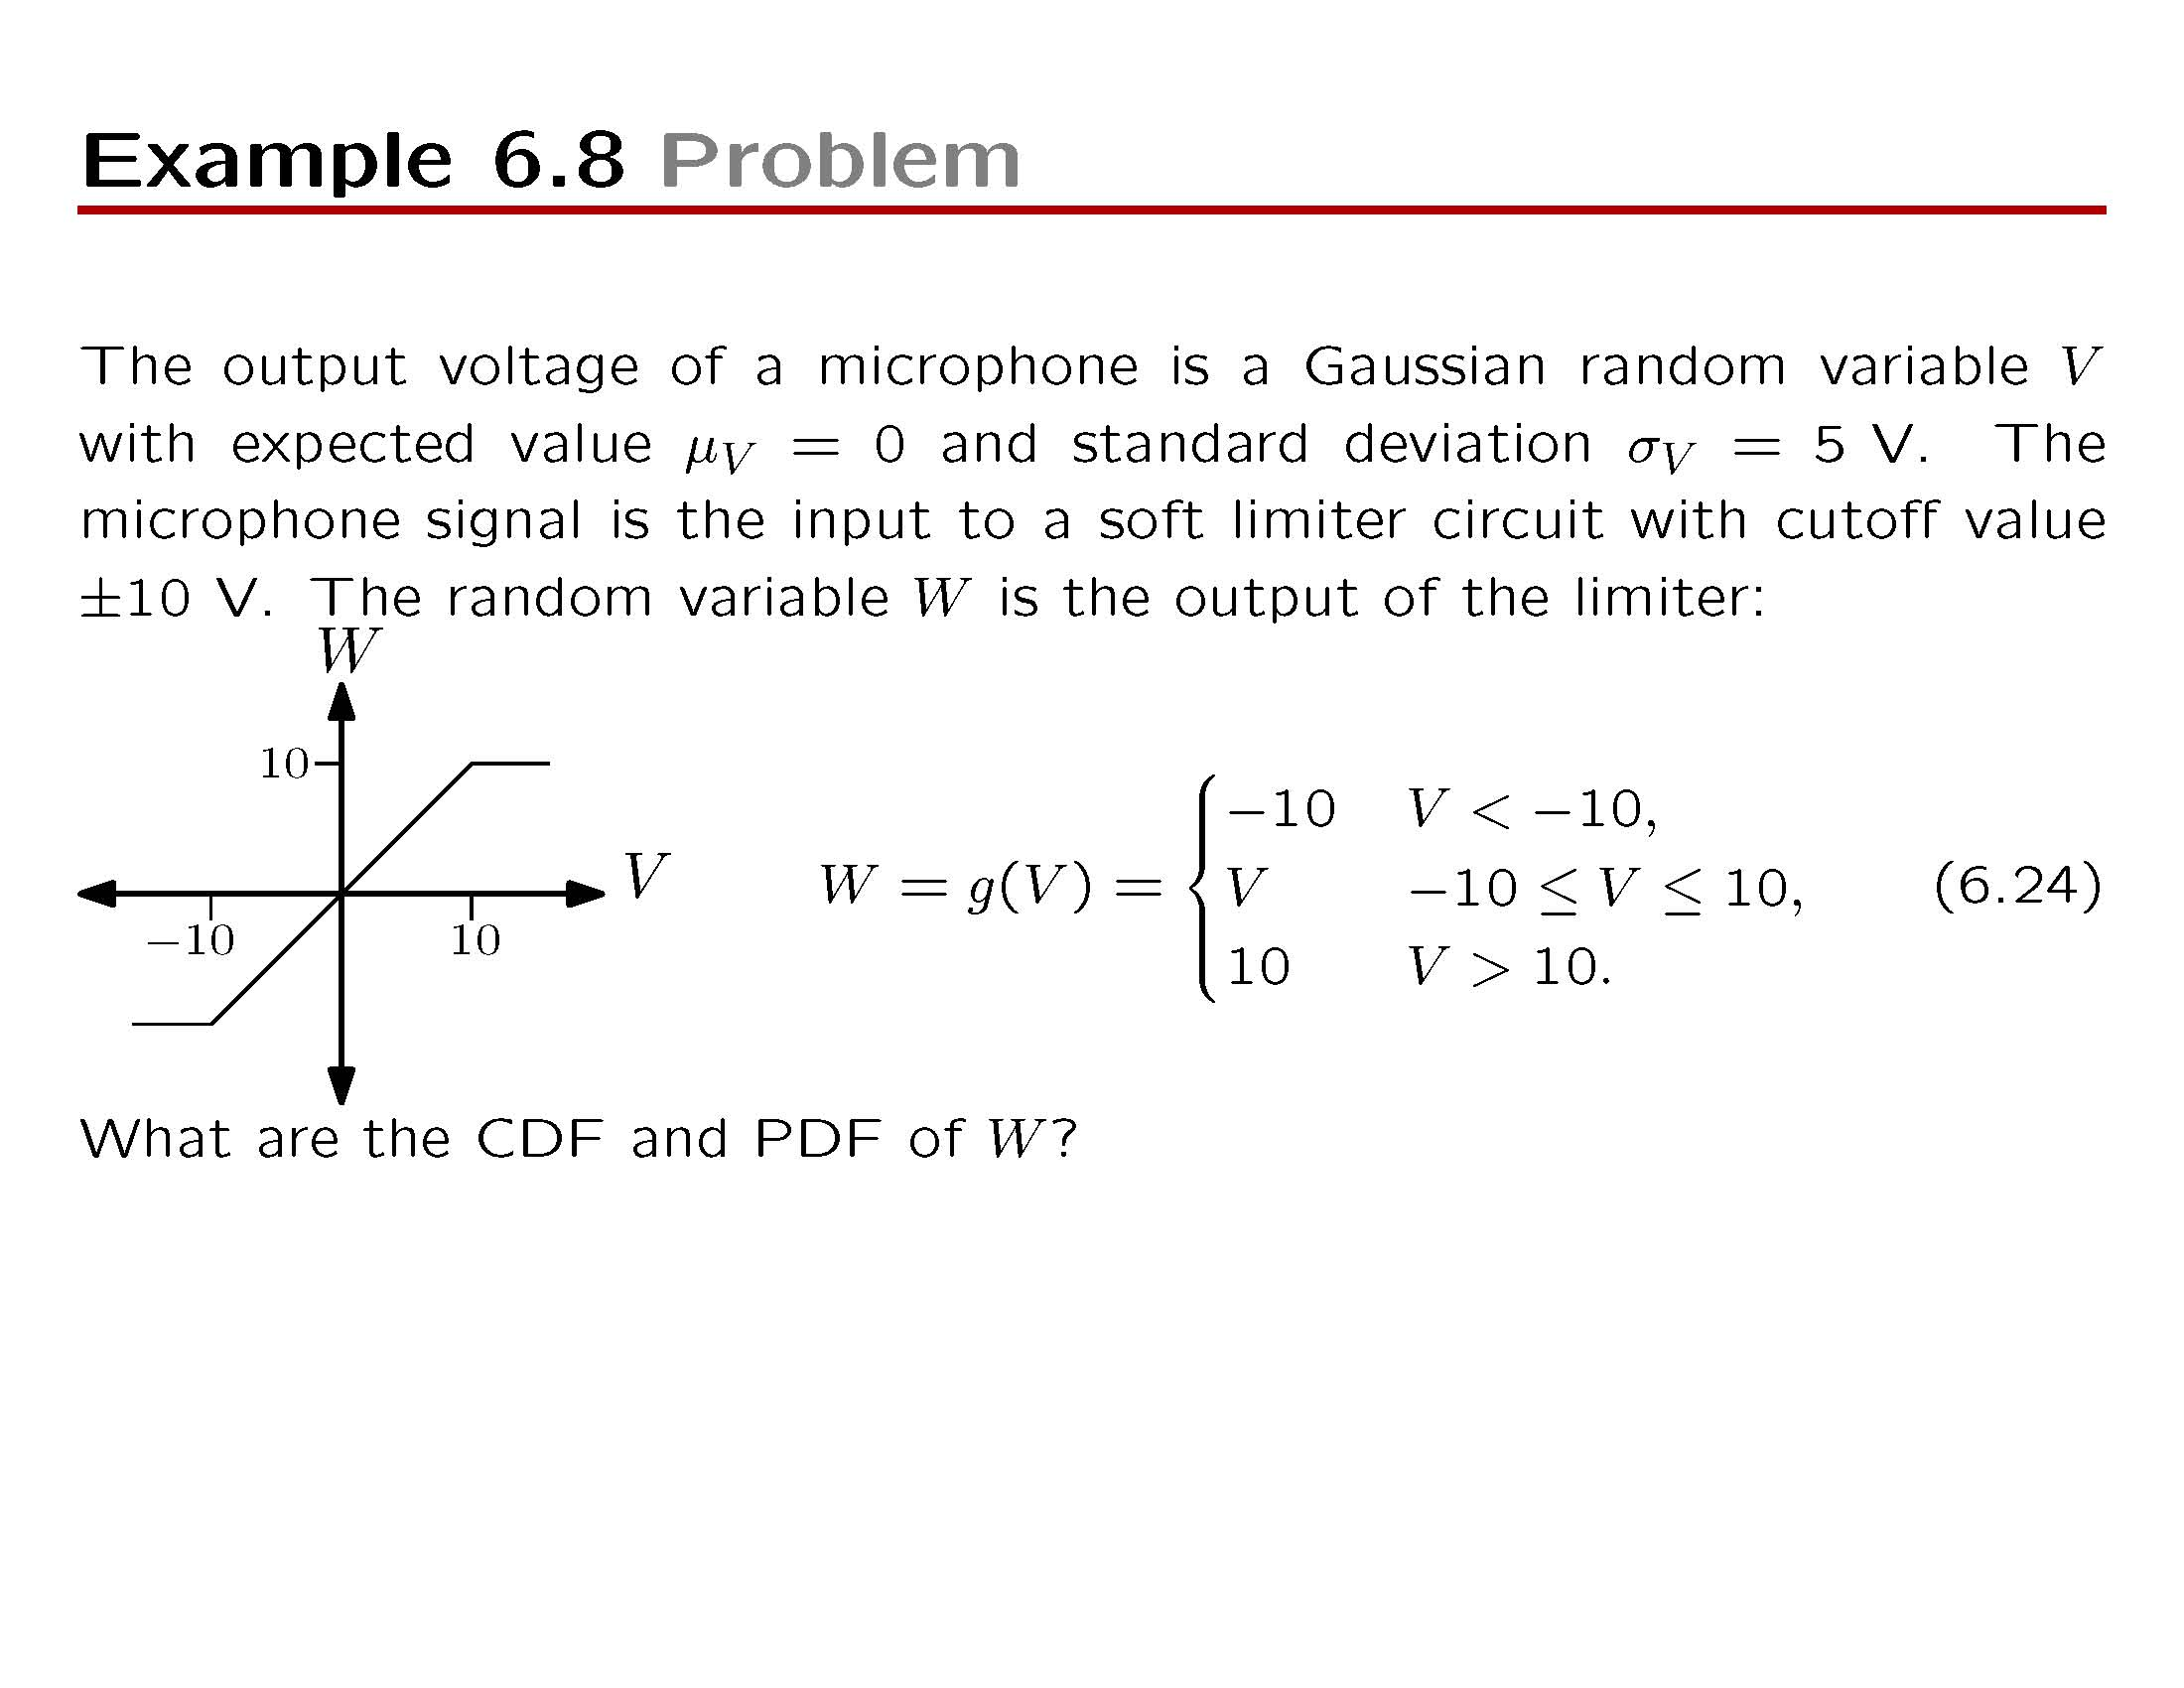 Example 6.8 Problem
The output voltage of a microphone is a Gaussian random variable V
with expected value μ_V = 0 and standard deviation σ_V = 5 V. The
microphone signal is the input to a soft limiter circuit with cutoff value
±10 V. The random variable W is the output of the limiter:
W
10
V
−10 10
W = g(V) = { −10 V < −10,
V −10 ≤ V ≤ 10, (6.24)
10 V > 10.
What are the CDF and PDF of W?